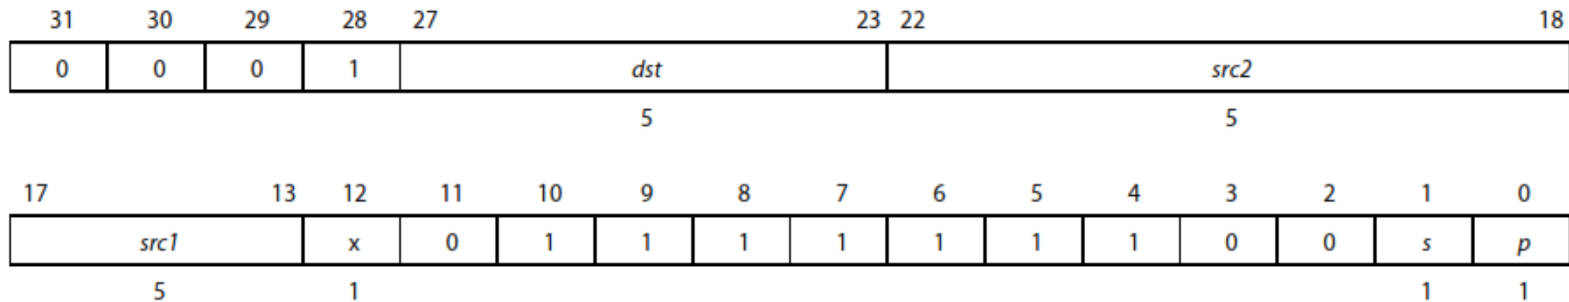 31 30 29 28 27 23 22 18
0 0 0 1 dst src2
5 5
17 13 12 11 10 9 8 7 6 5 4 3 2 1 0
src1 x 0 1 1 1 1 1 1 1 0 0 s p
5 1 1 1